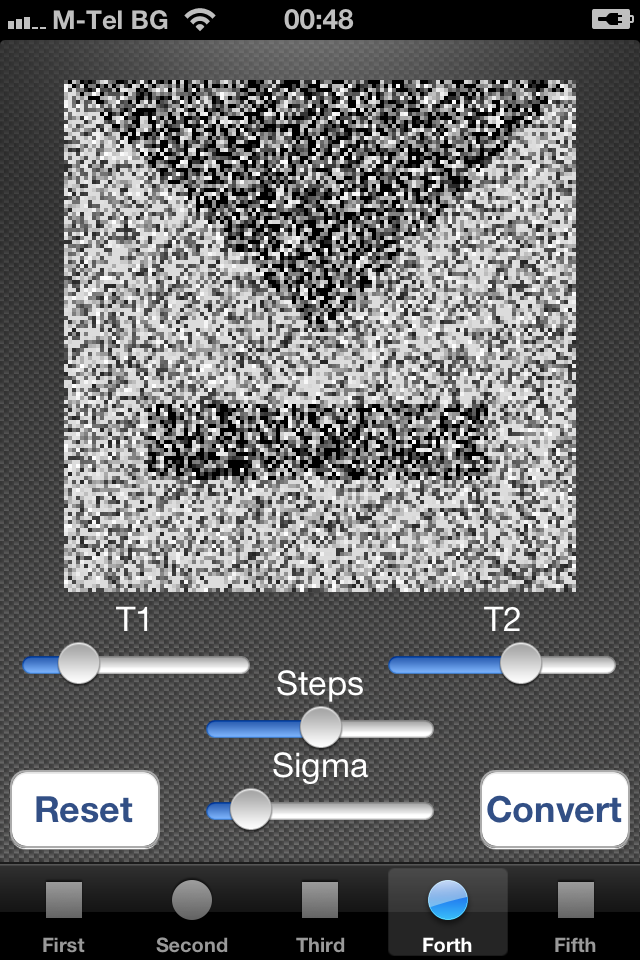 M-Tel BG 00:48
T1 T2
Steps
Sigma
Reset Convert
First Second Third Forth Fifth